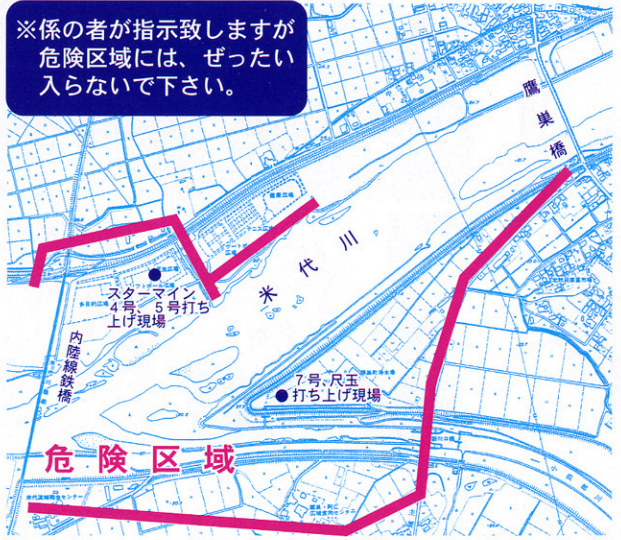 ※係の者が指示致しますが
危険区域には、ぜったい
入らないで下さい。
鷹巣橋
米代川
スターマイン
4号、5号打ち
上げ現場
内陸線鉄橋
7号、尺玉
打ち上げ現場
危険区域